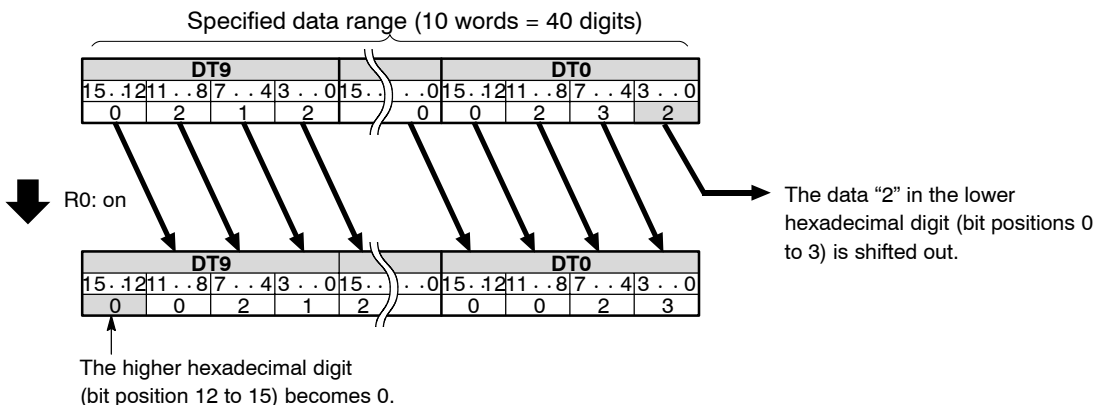 Specified data range (10 words = 40 digits)
DT9 DT0
15..12 11..8 7..4 3..0 15.. ..0 15..12 11..8 7..4 3..0
0 2 1 2 0 0 2 3 2
R0: on
The data “2” in the lower
hexadecimal digit (bit positions 0
to 3) is shifted out.
DT9 DT0
15..12 11..8 7..4 3..0 15.. ..0 15..12 11..8 7..4 3..0
0 0 2 1 2 0 0 2 3
The higher hexadecimal digit
(bit position 12 to 15) becomes 0.